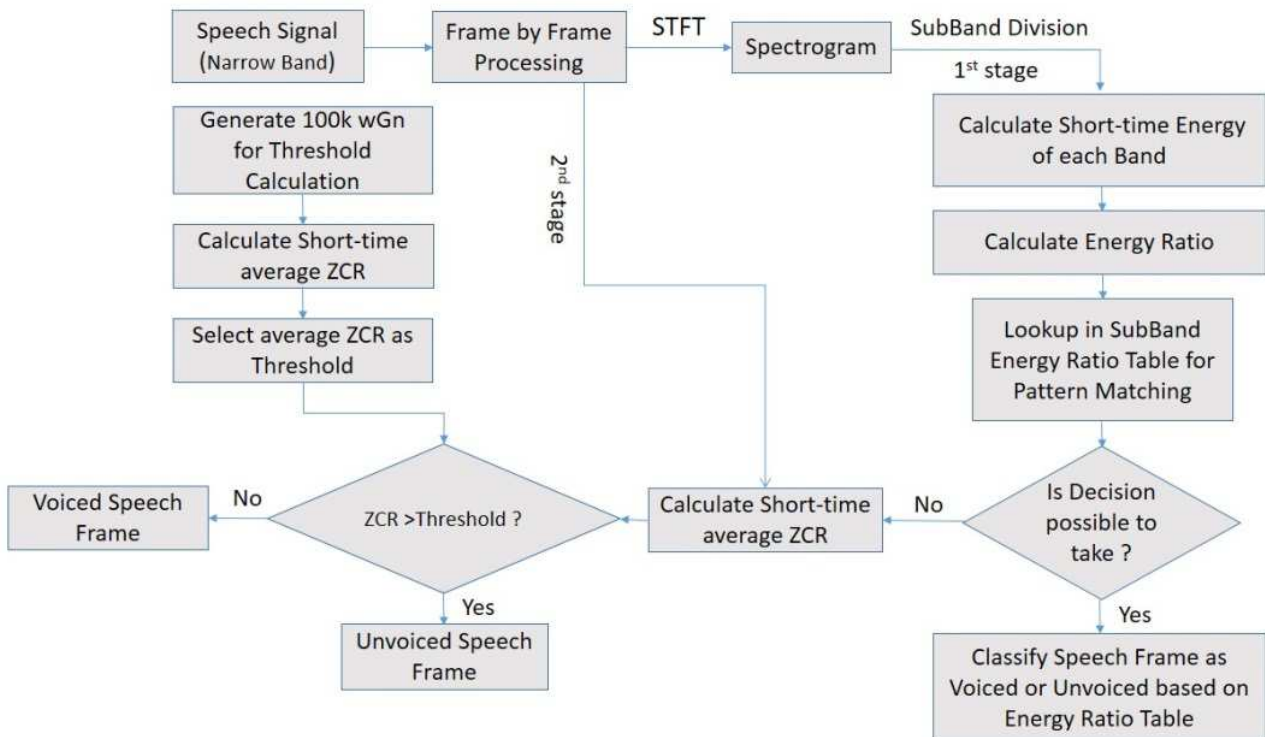 Speech Signal
(Narrow Band)
Frame by Frame
Processing
STFT
Spectrogram
SubBand Division
1st stage
Generate 100k wGn
for Threshold
Calculation
2nd stage
Calculate Short-time Energy
of each Band
Calculate Short-time
average ZCR
Calculate Energy Ratio
Select average ZCR as
Threshold
Lookup in SubBand
Energy Ratio Table for
Pattern Matching
Voiced Speech
Frame
No
ZCR >Threshold ?
Calculate Short-time
average ZCR
No
Is Decision
possible to
take ?
Yes
Unvoiced Speech
Frame
Yes
Classify Speech Frame as
Voiced or Unvoiced based on
Energy Ratio Table